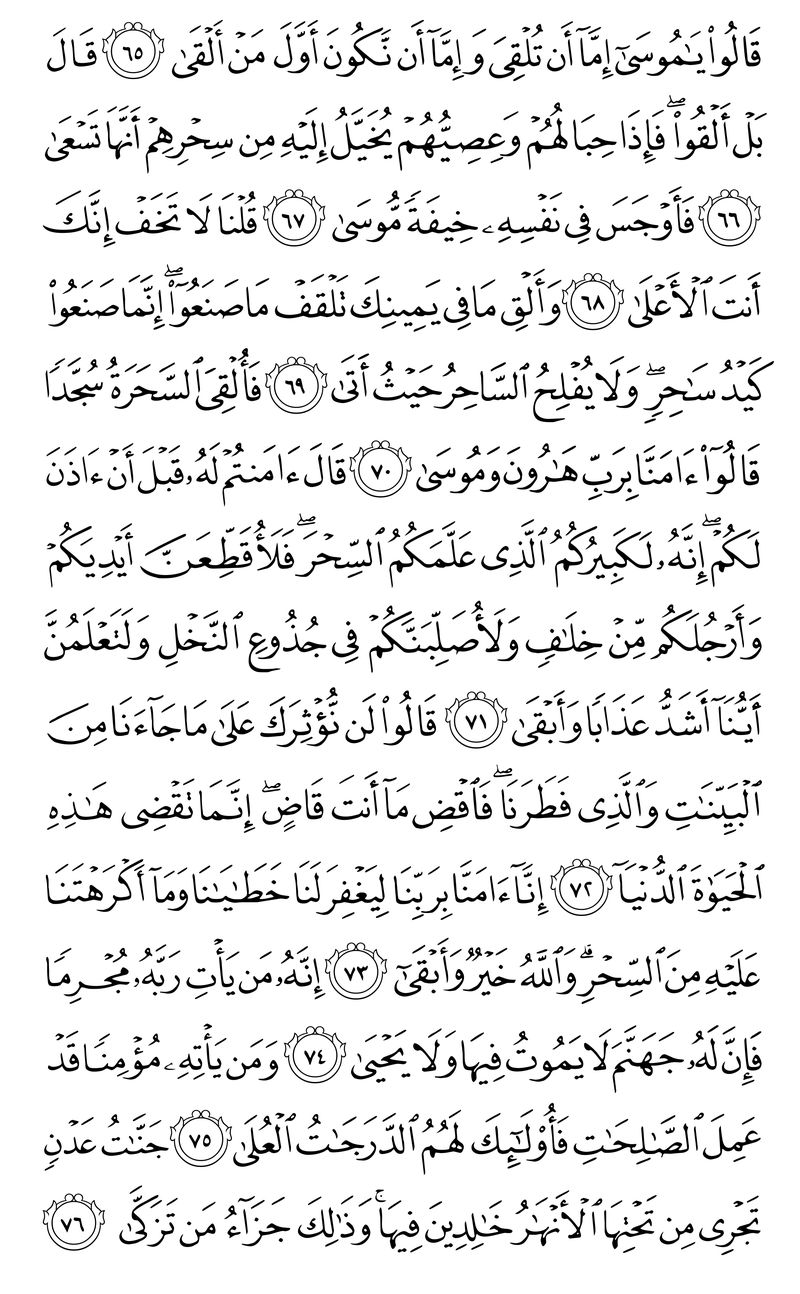 قَالُوا۟ يَـٰمُوسَىٰٓ إِمَّآ أَن تُلْقِىَ وَإِمَّآ أَن نَّكُونَ أَوَّلَ مَنْ أَلْقَىٰ ٦٥ قَالَ
بَلْ أَلْقُوا۟ ۖ فَإِذَا حِبَالُهُمْ وَعِصِيُّهُمْ يُخَيَّلُ إِلَيْهِ مِن سِحْرِهِمْ أَنَّهَا تَسْعَىٰ
٦٦ فَأَوْجَسَ فِى نَفْسِهِۦ خِيفَةً مُّوسَىٰ ٦٧ قُلْنَا لَا تَخَفْ إِنَّكَ
أَنتَ ٱلْأَعْلَىٰ ٦٨ وَأَلْقِ مَا فِى يَمِينِكَ تَلْقَفْ مَا صَنَعُوٓا۟ ۖ إِنَّمَا صَنَعُوا۟
كَيْدُ سَـٰحِرٍ ۖ وَلَا يُفْلِحُ ٱلسَّاحِرُ حَيْثُ أَتَىٰ ٦٩ فَأُلْقِىَ ٱلسَّحَرَةُ سُجَّدًا
قَالُوٓا۟ ءَامَنَّا بِرَبِّ هَـٰرُونَ وَمُوسَىٰ ٧٠ قَالَ ءَامَنتُمْ لَهُۥ قَبْلَ أَنْ ءَاذَنَ
لَكُمْ ۖ إِنَّهُۥ لَكَبِيرُكُمُ ٱلَّذِى عَلَّمَكُمُ ٱلسِّحْرَ ۖ فَلَأُقَطِّعَنَّ أَيْدِيَكُمْ
وَأَرْجُلَكُم مِّنْ خِلَـٰفٍ وَلَأُصَلِّبَنَّكُمْ فِى جُذُوعِ ٱلنَّخْلِ وَلَتَعْلَمُنَّ
أَيُّنَآ أَشَدُّ عَذَابًا وَأَبْقَىٰ ٧١ قَالُوا۟ لَن نُّؤْثِرَكَ عَلَىٰ مَا جَآءَنَا مِنَ
ٱلْبَيِّنَـٰتِ وَٱلَّذِى فَطَرَنَا ۖ فَٱقْضِ مَآ أَنتَ قَاضٍ ۖ إِنَّمَا تَقْضِى هَـٰذِهِ
ٱلْحَيَوٰةَ ٱلدُّنْيَآ ٧٢ إِنَّآ ءَامَنَّا بِرَبِّنَا لِيَغْفِرَ لَنَا خَطَـٰيَـٰنَا وَمَآ أَكْرَهْتَنَا
عَلَيْهِ مِنَ ٱلسِّحْرِ ۗ وَٱللَّهُ خَيْرٌ وَأَبْقَىٰٓ ٧٣ إِنَّهُۥ مَن يَأْتِ رَبَّهُۥ مُجْرِمًا
فَإِنَّ لَهُۥ جَهَنَّمَ لَا يَمُوتُ فِيهَا وَلَا يَحْيَىٰ ٧٤ وَمَن يَأْتِهِۦ مُؤْمِنًا قَدْ
عَمِلَ ٱلصَّـٰلِحَـٰتِ فَأُو۟لَـٰٓئِكَ لَهُمُ ٱلدَّرَجَـٰتُ ٱلْعُلَىٰ ٧٥ جَنَّـٰتُ عَدْنٍ
تَجْرِى مِن تَحْتِهَا ٱلْأَنْهَـٰرُ خَـٰلِدِينَ فِيهَا ۚ وَذَٰلِكَ جَزَآءُ مَن تَزَكَّىٰ ٧٦